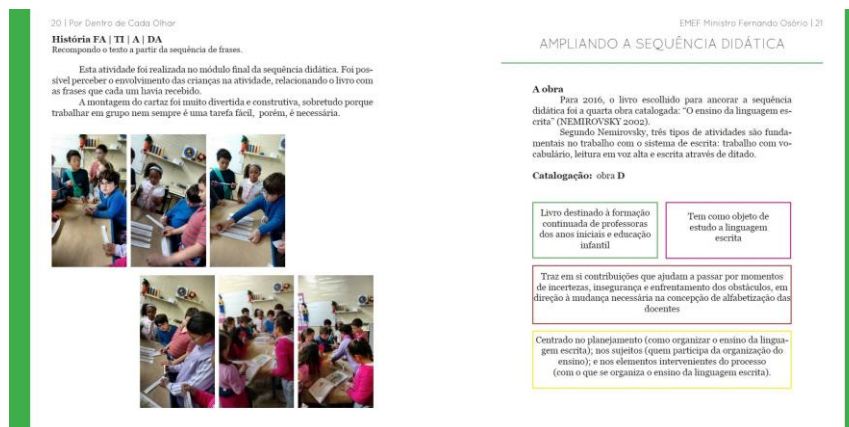 20 | Por Dentro de Cada Olhar
História FA | TI | A | DA
Recompondo o texto a partir da sequência de frases.
Esta atividade foi realizada no módulo final da sequência didática. Foi pos-
sível perceber o envolvimento das crianças na atividade, relacionando o livro com
as frases que cada um havia recebido.
A montagem do cartaz foi muito divertida e construtiva, sobretudo porque
trabalhar em grupo nem sempre é uma tarefa fácil, porém, é necessária.
EMEF Ministro Fernando Osório | 21
AMPLIANDO A SEQUÊNCIA DIDÁTICA
A obra
Para 2016, o livro escolhido para ancorar a sequência
didática foi a quarta obra catalogada: “O ensino da linguagem es-
crita” (NEMIROVSKY 2002).
Segundo Nemirovsky, três tipos de atividades são funda-
mentais no trabalho com o sistema de escrita: trabalho com vo-
cabulário, leitura em voz alta e escrita através de ditado.
Catalogação: obra D
Livro destinado à formação
continuada de professoras
dos anos iniciais e educação
infantil
Tem como objeto de
estudo a linguagem
escrita
Traz em si contribuições que ajudam a passar por momentos
de incertezas, insegurança e enfrentamento dos obstáculos, em
direção à mudança necessária na concepção de alfabetização das
docentes
Centrado no planejamento (como organizar o ensino da lingua-
gem escrita); nos sujeitos (quem participa da organização do
ensino); e nos elementos intervenientes do processo
(com o que se organiza o ensino da linguagem escrita).